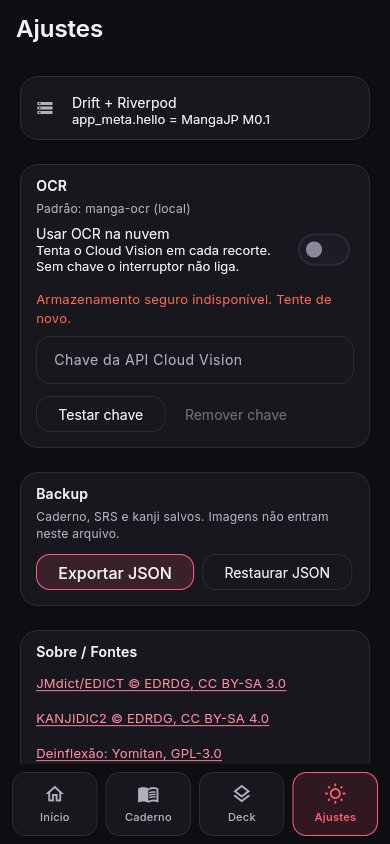 Ajustes
Drift + Riverpod
app_meta.hello = MangaJP M0.1
OCR
Padrão: manga-ocr (local)
Usar OCR na nuvem
Tenta o Cloud Vision em cada recorte.
Sem chave o interruptor não liga.
Armazenamento seguro indisponível. Tente de
novo.
Chave da API Cloud Vision
Testar chave
Remover chave
Backup
Caderno, SRS e kanji salvos. Imagens não entram
neste arquivo.
Exportar JSON
Restaurar JSON
Sobre / Fontes
JMdict/EDICT © EDRDG, CC BY-SA 3.0
KANJIDIC2 © EDRDG, CC BY-SA 4.0
Deinflexão: Yomitan, GPL-3.0
Início
Caderno
Deck
Ajustes